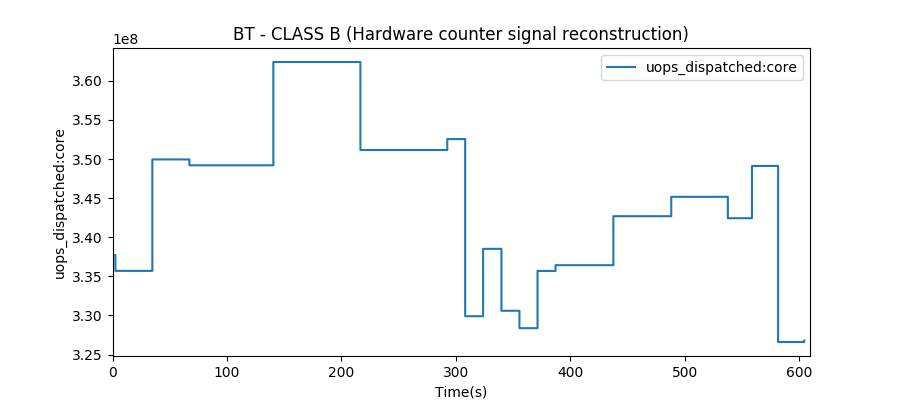 BT - CLASS B (Hardware counter signal reconstruction)
1e8
uops_dispatched:core
3.60
3.55
3.50
3.45
3.40
3.35
3.30
3.25
uops_dispatched:core
0 100 200 300 400 500 600
Time(s)